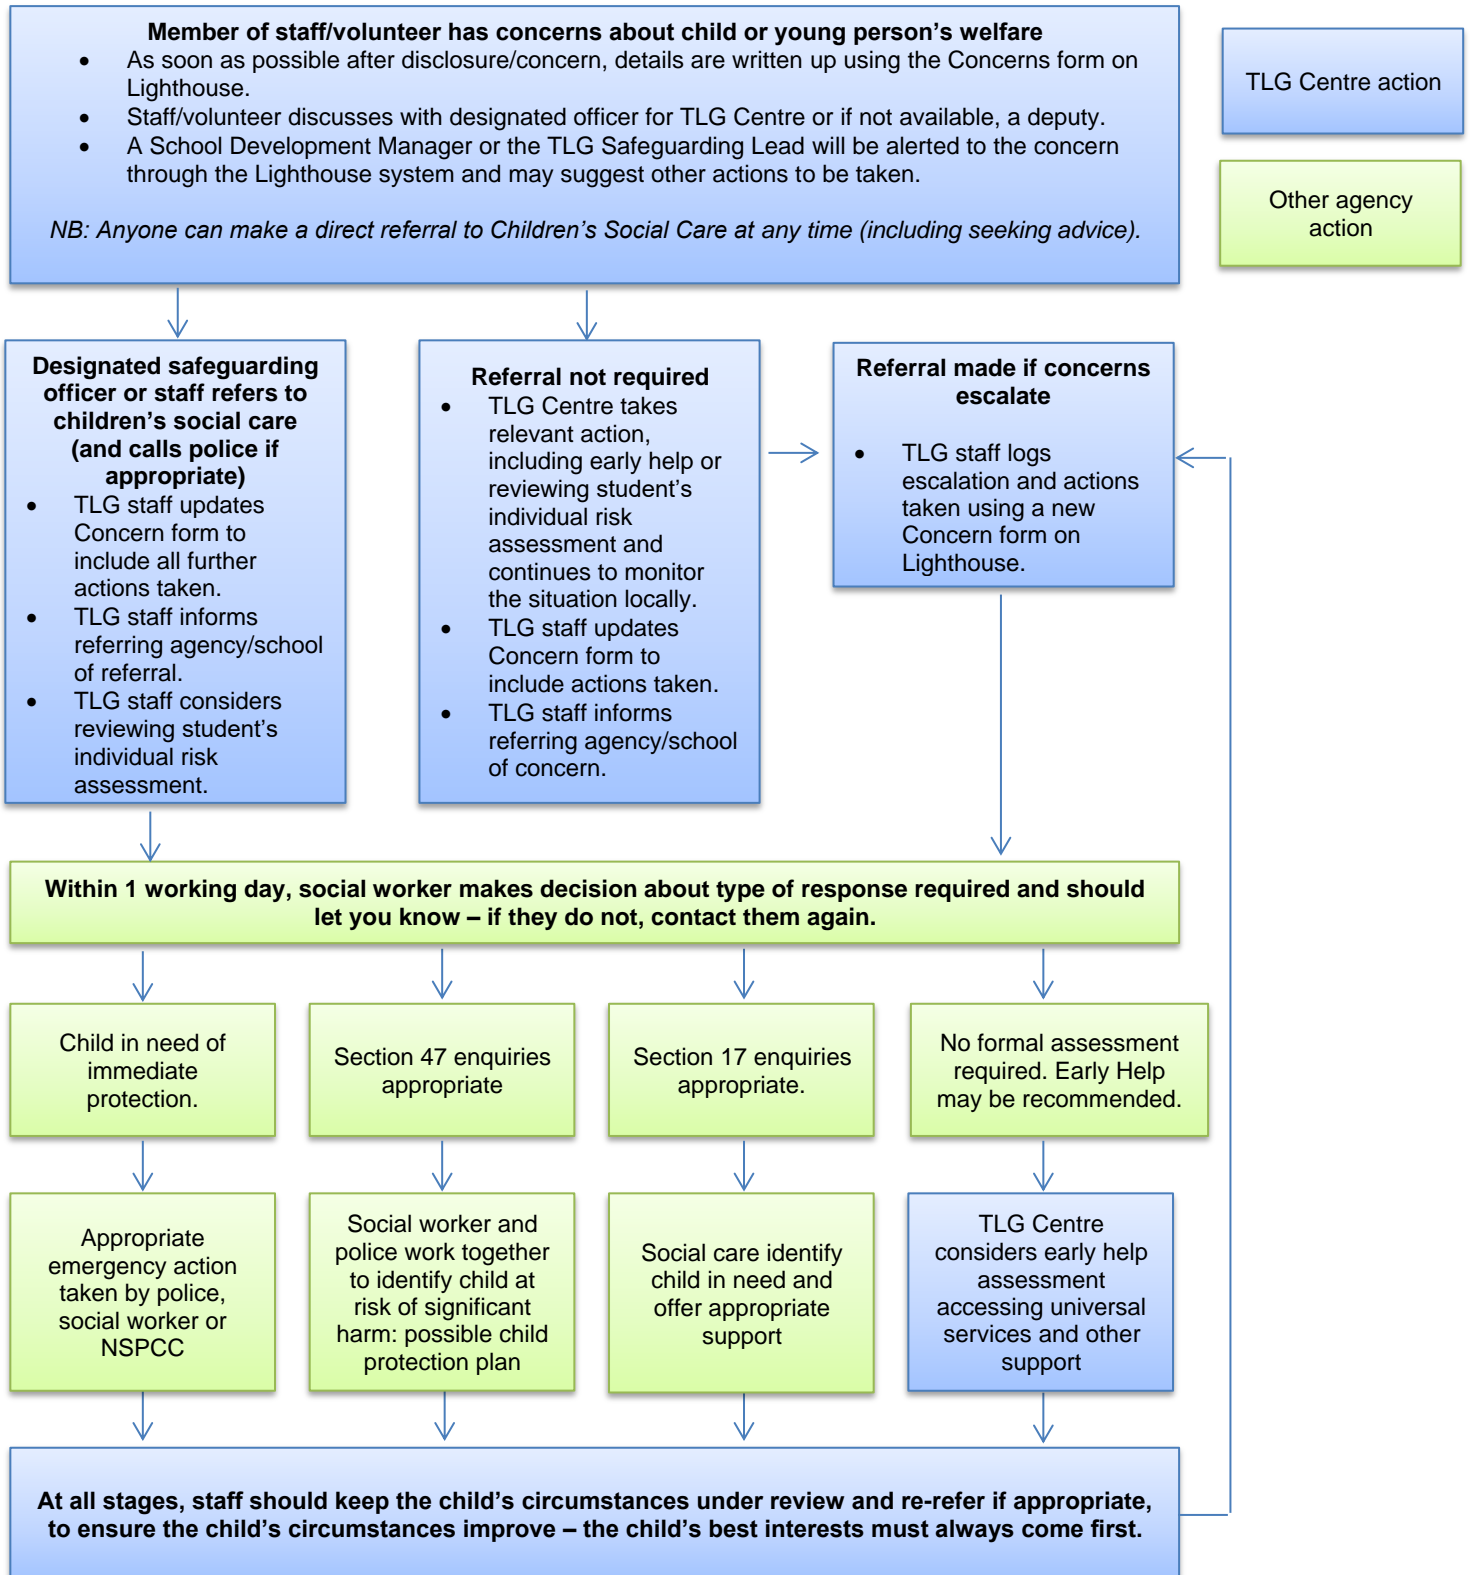 Member of staff/volunteer has concerns about child or young person’s welfare
• As soon as possible after disclosure/concern, details are written up using the Concerns form on
Lighthouse.
• Staff/volunteer discusses with designated officer for TLG Centre or if not available, a deputy.
• A School Development Manager or the TLG Safeguarding Lead will be alerted to the concern
through the Lighthouse system and may suggest other actions to be taken.
NB: Anyone can make a direct referral to Children’s Social Care at any time (including seeking advice).
TLG Centre action
Other agency
action
Designated safeguarding
officer or staff refers to
children’s social care
(and calls police if
appropriate)
• TLG staff updates
Concern form to
include all further
actions taken.
• TLG staff informs
referring agency/school
of referral.
• TLG staff considers
reviewing student’s
individual risk
assessment.
Referral not required
• TLG Centre takes
relevant action,
including early help or
reviewing student’s
individual risk
assessment and
continues to monitor
the situation locally.
• TLG staff updates
Concern form to
include actions taken.
• TLG staff informs
referring agency/school
of concern.
Referral made if concerns
escalate
• TLG staff logs
escalation and actions
taken using a new
Concern form on
Lighthouse.
Within 1 working day, social worker makes decision about type of response required and should
let you know – if they do not, contact them again.
Child in need of
immediate
protection.
Section 47 enquiries
appropriate
Section 17 enquiries
appropriate.
No formal assessment
required. Early Help
may be recommended.
Appropriate
emergency action
taken by police,
social worker or
NSPCC
Social worker and
police work together
to identify child at
risk of significant
harm: possible child
protection plan
Social care identify
child in need and
offer appropriate
support
TLG Centre
considers early help
assessment
accessing universal
services and other
support
At all stages, staff should keep the child’s circumstances under review and re-refer if appropriate,
to ensure the child’s circumstances improve – the child’s best interests must always come first.